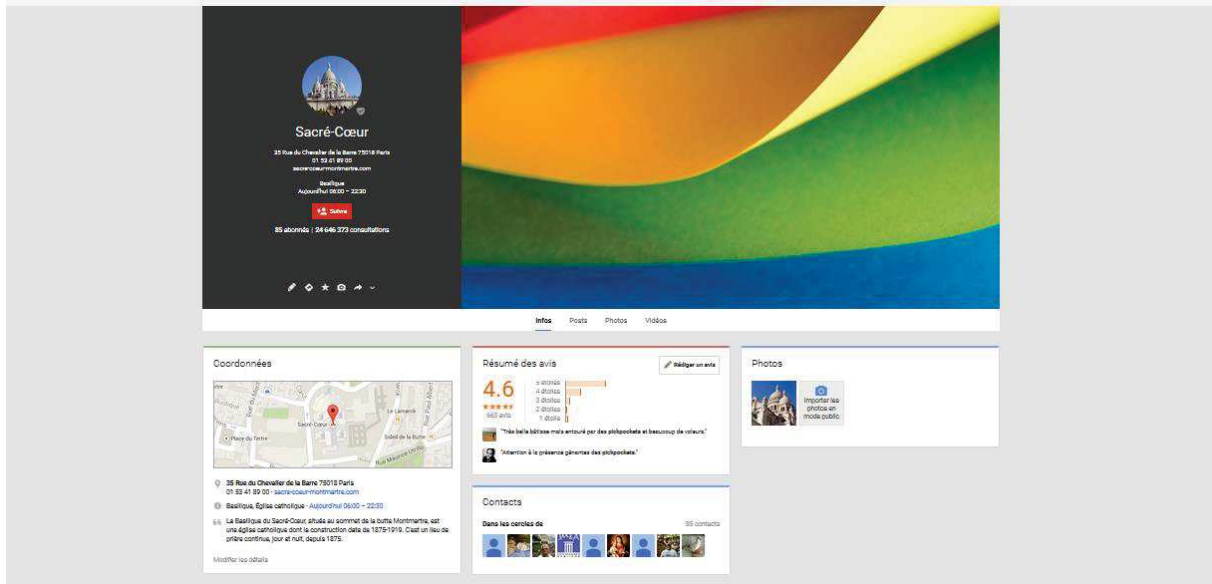 Sacré-Cœur
35 Rue du Chevalier de la Barre 75018 Paris
01 53 41 89 00
sacre-coeur-montmartre.com
Basilique
Aujourd'hui 06:00 – 22:30
Suivre
85 abonnés | 24 646 373 consultations
Infos Posts Photos Vidéos
Coordonnées
Place du Tertre
Sacré-Cœur
Le Lamarck
Soleil de la Butte
Rue Maurice
Rue Paul Albert
35 Rue du Chevalier de la Barre 75018 Paris
01 53 41 89 00 - sacre-coeur-montmartre.com
Basilique, Église catholique - Aujourd'hui 06:00 – 22:30
La Basilique du Sacré-Cœur, située au sommet de la butte Montmartre, est
une église catholique dont la construction date de 1875-1919. C'est un lieu de
prière continue, jour et nuit, depuis 1875.
Modifier les détails
Résumé des avis
Rédiger un avis
4.6
663 avis
5 étoiles
4 étoiles
3 étoiles
2 étoiles
1 étoile
"Très belle bâtisse mais entouré par des pickpockets et beaucoup de voleurs."
"Attention à la présence gênantes des pickpockets."
Contacts
Dans les cercles de
85 contacts
Photos
Importer les
photos en
mode public